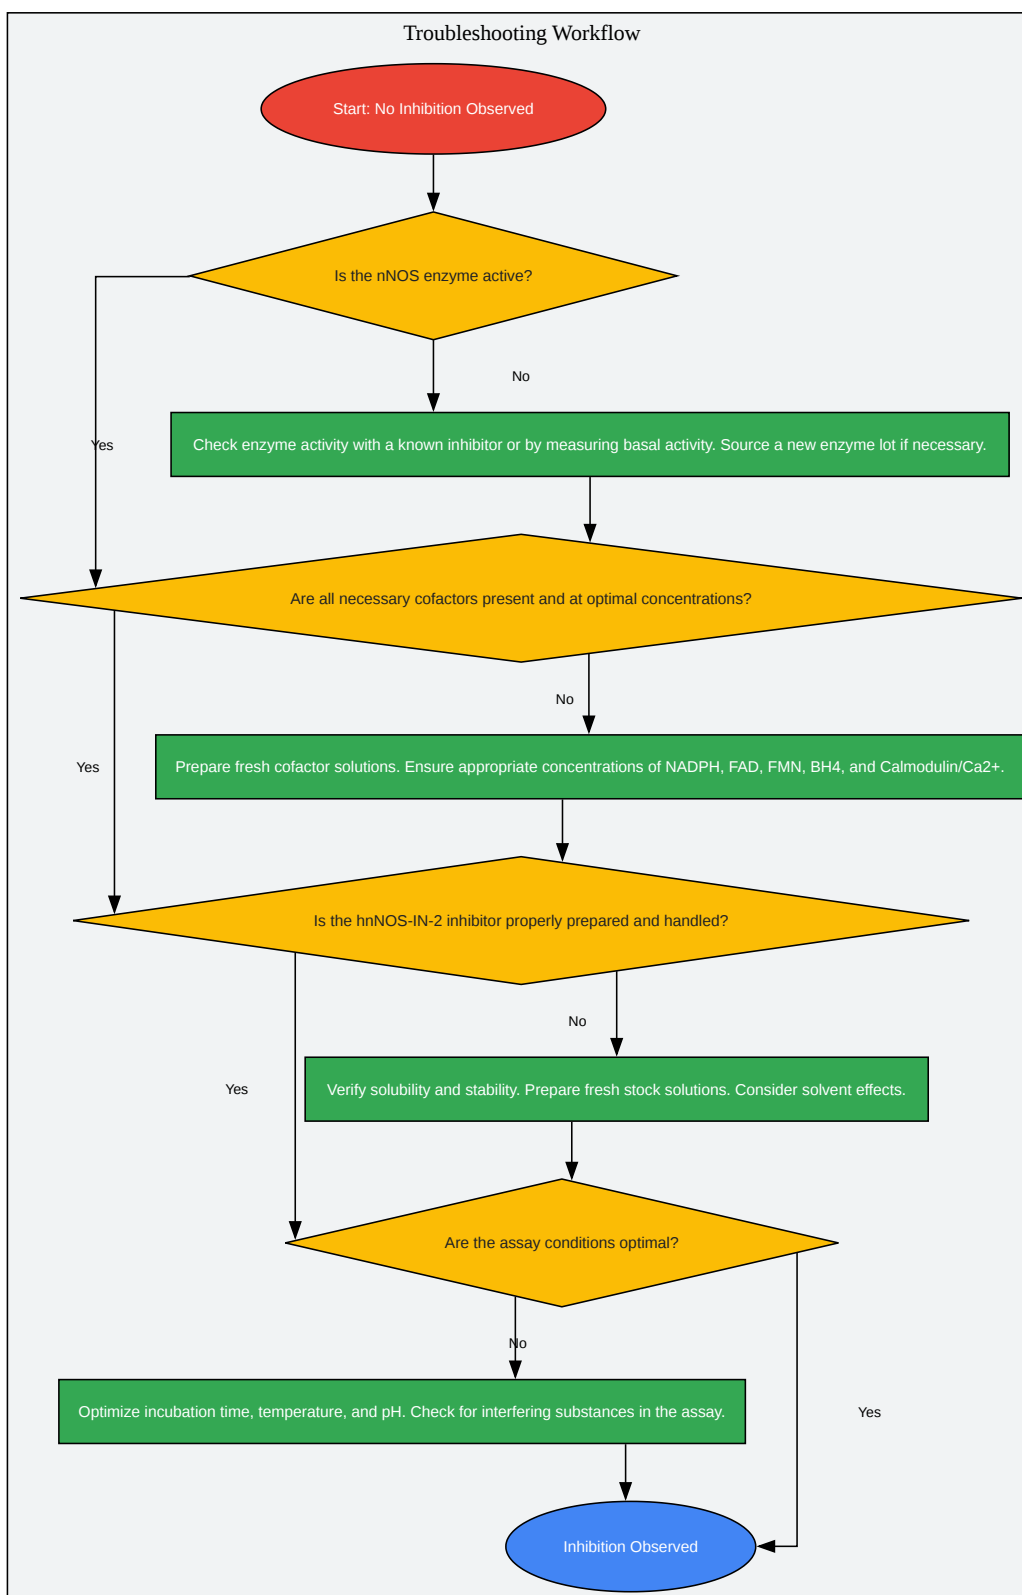 Troubleshooting Workflow
Start: No Inhibition Observed
Is the nNOS enzyme active?
No
Yes
Check enzyme activity with a known inhibitor or by measuring basal activity. Source a new enzyme lot if necessary.
Are all necessary cofactors present and at optimal concentrations?
No
Yes
Prepare fresh cofactor solutions. Ensure appropriate concentrations of NADPH, FAD, FMN, BH4, and Calmodulin/Ca2+.
Is the hnNOS-IN-2 inhibitor properly prepared and handled?
No
Yes
Verify solubility and stability. Prepare fresh stock solutions. Consider solvent effects.
Are the assay conditions optimal?
No
Optimize incubation time, temperature, and pH. Check for interfering substances in the assay.
Yes
Inhibition Observed